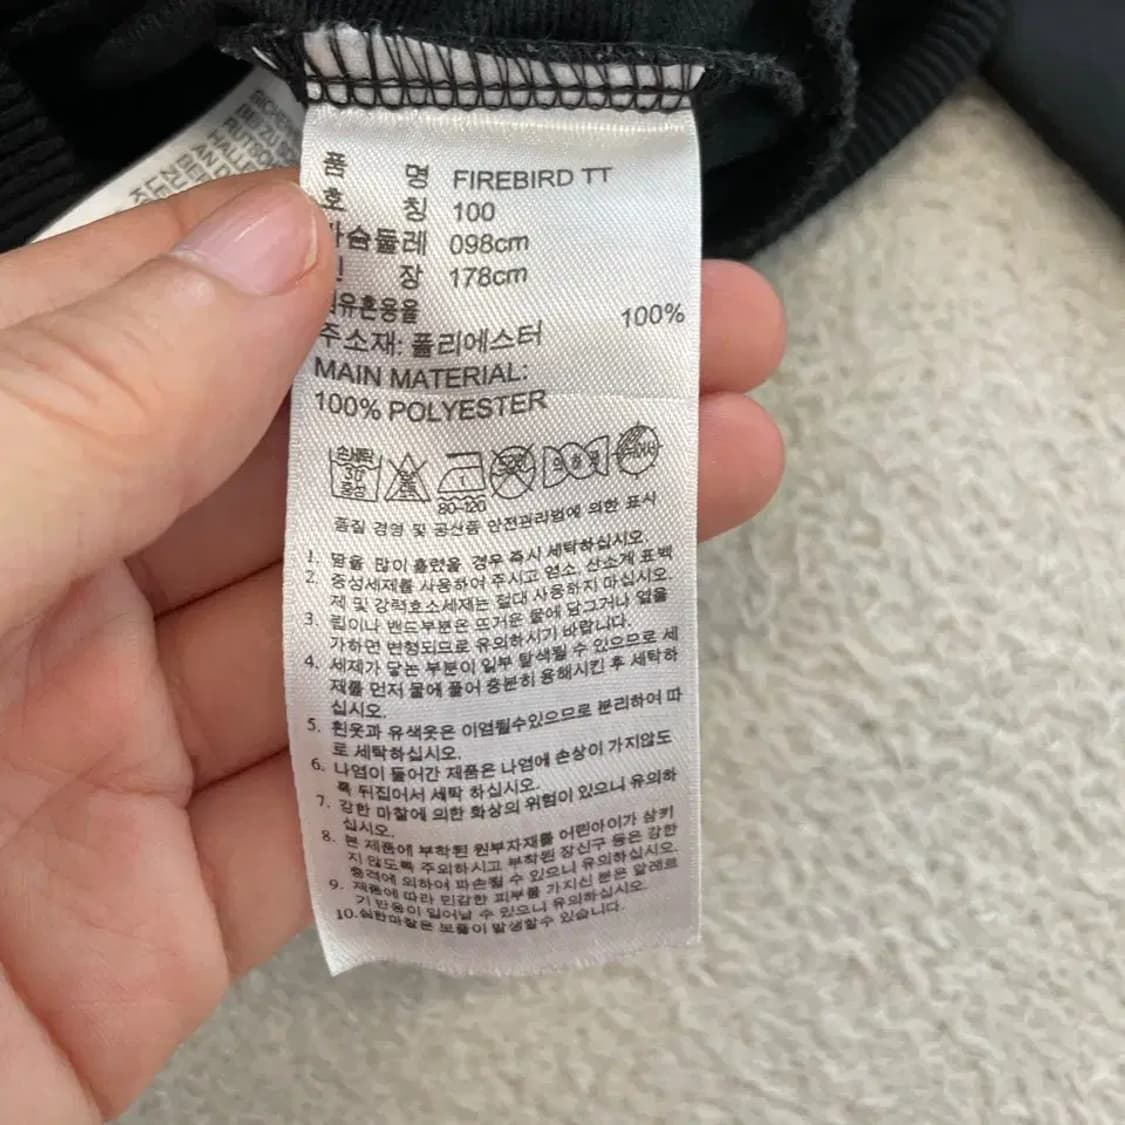 품 명 FIREBIRD TT
호 칭 100
가슴둘레 098cm
신 장 178cm
섬유혼용율
100%
주소재: 폴리에스터
MAIN MATERIAL:
100% POLYESTER
손세탁
30
중성
80~120
품질 경영 및 공산품 안전관리법에 의한 표시
1. 땀을 많이 흘렸을 경우 즉시 세탁하십시오.
2. 중성세제를 사용하여 주시고 염소, 산소계 표백
제 및 강력효소세제는 절대 사용하지 마십시오.
3. 립이나 밴드부분은 뜨거운 물에 담그거나 열을
가하면 변형되므로 유의하시기 바랍니다.
4. 세제가 닿는 부분이 일부 탈색될 수 있으므로 세
제를 먼저 물에 풀어 충분히 용해시킨 후 세탁하
십시오.
5. 흰옷과 유색옷은 이염될수있으므로 분리하여 따
로 세탁하십시오.
6. 나염이 들어간 제품은 나염에 손상이 가지않도
록 뒤집어서 세탁 하십시오.
7. 강한 마찰에 의한 화상의 위험이 있으니 유의하
십시오.
8. 본 제품에 부착된 원부자재를 어린아이가 삼키
지 않도록 주의하시고 부착된 장신구 등은 강한
충격에 의하여 파손될 수 있으니 유의하십시오.
9. 제품에 따라 민감한 피부를 가지신 분은 알레르
기 반응이 일어날 수 있으니 유의하십시오.
10.심한마찰은 보풀이 발생할수 있습니다.